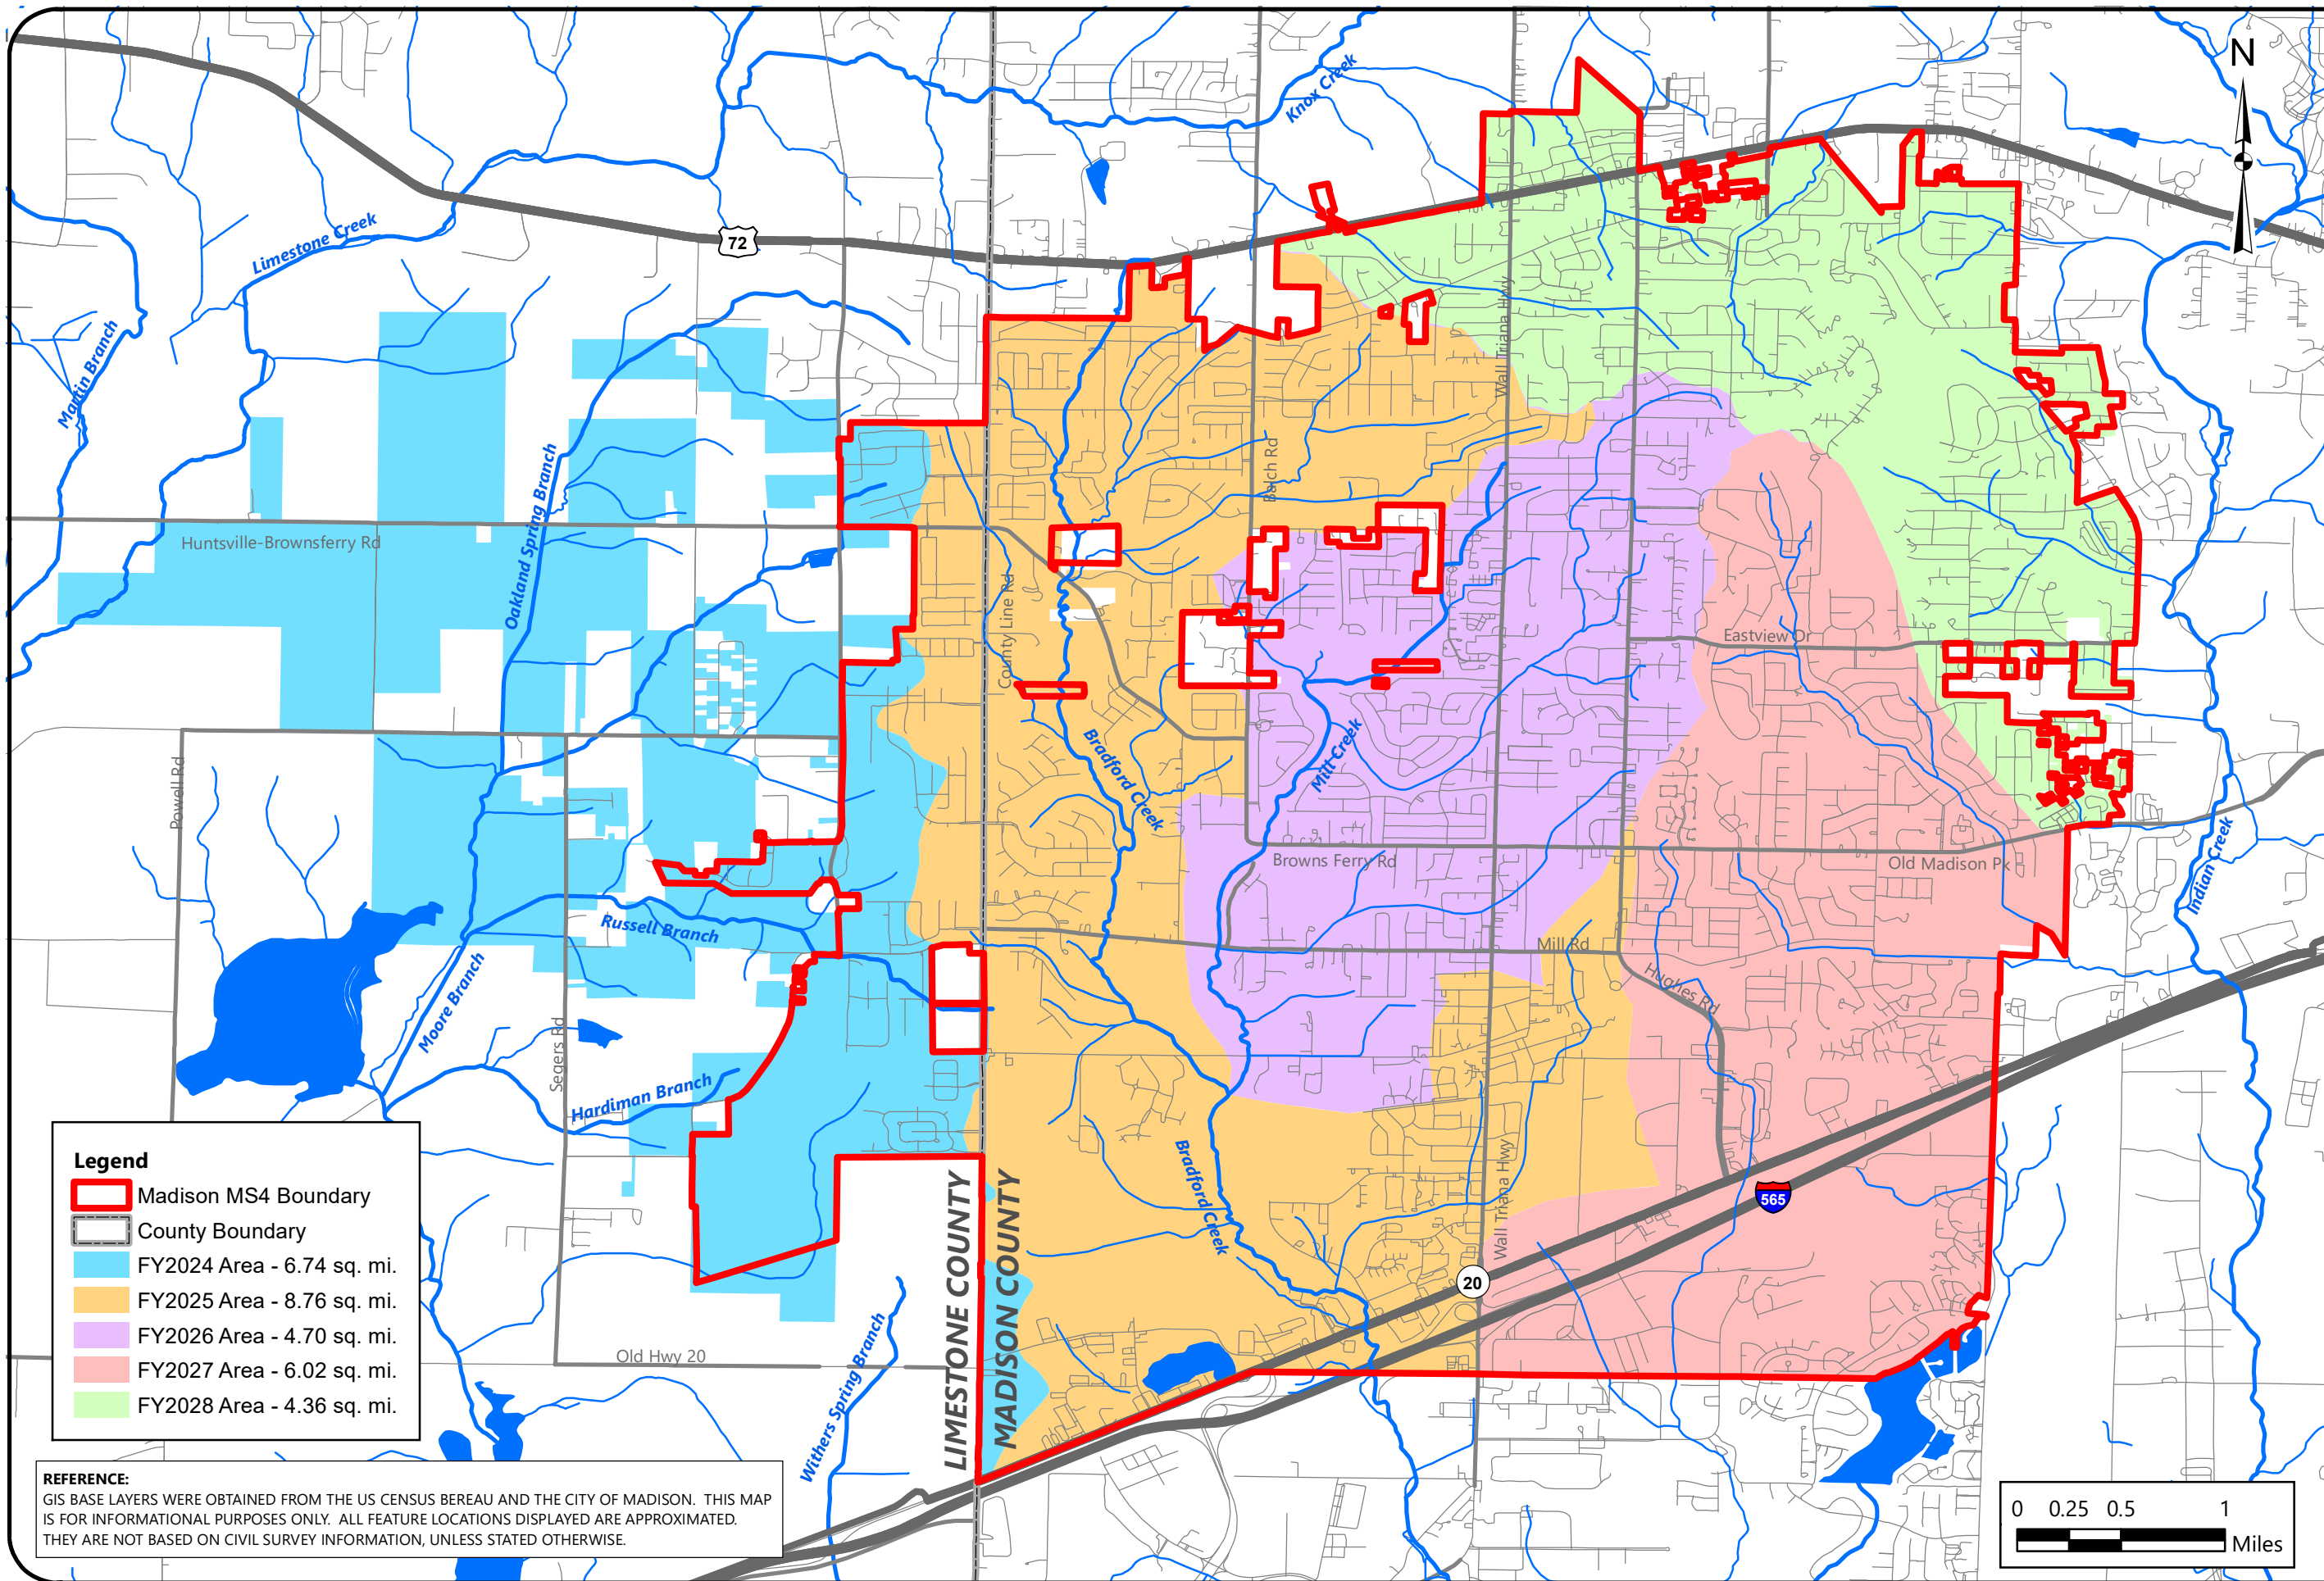 N
Knox Creek
Limestone Creek
72
Martin Branch
Wall Triana Hwy
Oakland Spring Branch
Balch Rd
Huntsville-Brownsferry Rd
County Line Rd
Eastview Dr
Bradford Creek
Mill Creek
Powell Rd
Browns Ferry Rd
Old Madison Pk
Indian Creek
Russell Branch
Mill Rd
Hughes Rd
Moore Branch
Segers Rd
Hardiman Branch
Bradford Creek
Wall Triana Hwy
565
20
LIMESTONE COUNTY
MADISON COUNTY
Old Hwy 20
Withers Spring Branch
Legend
Madison MS4 Boundary
County Boundary
FY2024 Area - 6.74 sq. mi.
FY2025 Area - 8.76 sq. mi.
FY2026 Area - 4.70 sq. mi.
FY2027 Area - 6.02 sq. mi.
FY2028 Area - 4.36 sq. mi.
REFERENCE:
GIS BASE LAYERS WERE OBTAINED FROM THE US CENSUS BEREAU AND THE CITY OF MADISON. THIS MAP
IS FOR INFORMATIONAL PURPOSES ONLY. ALL FEATURE LOCATIONS DISPLAYED ARE APPROXIMATED.
THEY ARE NOT BASED ON CIVIL SURVEY INFORMATION, UNLESS STATED OTHERWISE.
0 0.25 0.5 1
Miles